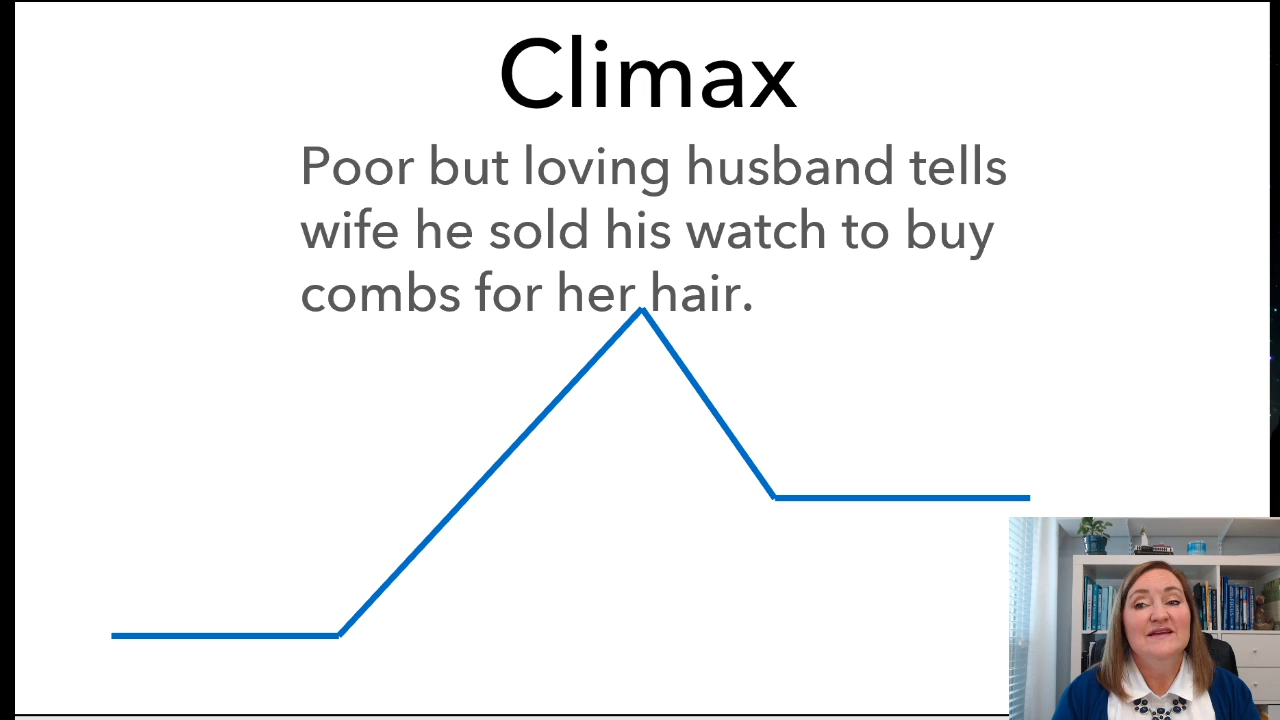 Climax
Poor but loving husband tells
wife he sold his watch to buy
combs for her hair.